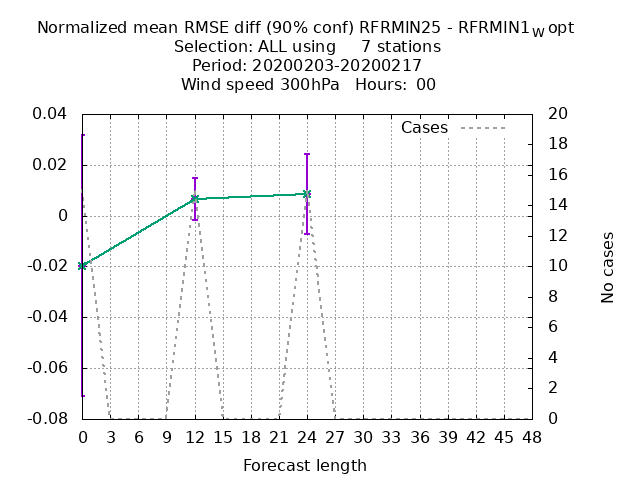 Normalized mean RMSE diff (90% conf) RFRMIN25 - RFRMIN1wopt
Selection: ALL using 7 stations
Period: 20200203-20200217
Wind speed 300hPa Hours: 00
Cases
0.04
0.02
0
-0.02
-0.04
-0.06
-0.08
20
18
16
14
12
10
8
6
4
2
0
No cases
0 3 6 9 12 15 18 21 24 27 30 33 36 39 42 45 48
Forecast length